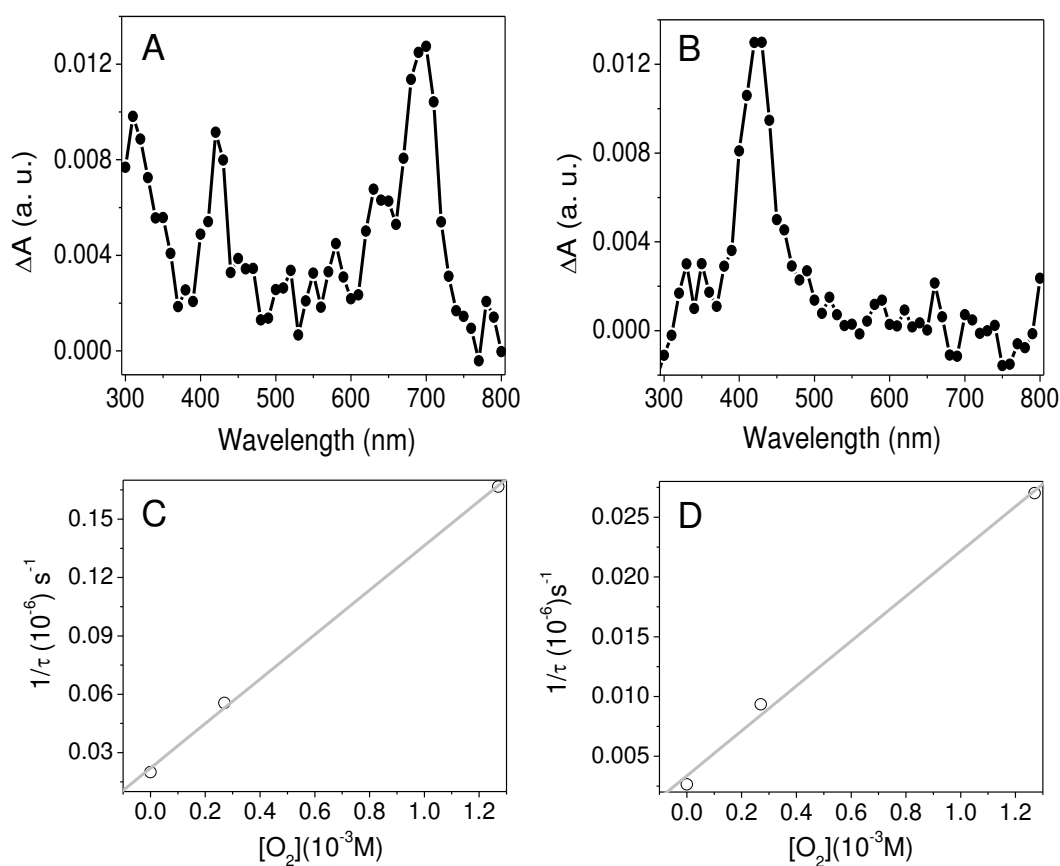 A
0.012
0.008
0.004
0.000
ΔA (a. u.)
300 400 500 600 700 800
Wavelength (nm)
B
0.012
0.008
0.004
0.000
ΔA (a. u.)
300 400 500 600 700 800
Wavelength (nm)
C
0.15
0.12
0.09
0.06
0.03
1/τ (10⁻⁶) s⁻¹
0.0 0.2 0.4 0.6 0.8 1.0 1.2
[O₂](10⁻³M)
D
0.025
0.020
0.015
0.010
0.005
1/τ (10⁻⁶)s⁻¹
0.0 0.2 0.4 0.6 0.8 1.0 1.2
[O₂](10⁻³M)